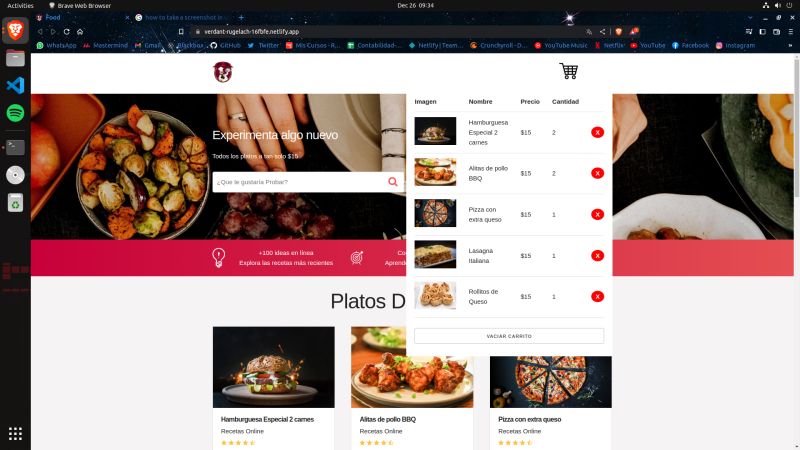 Activities
Brave Web Browser
Dec 26 09:34
Food
how to take a screenshot in u
verdant-rugelach-16fbfe.netlify.app
WhatsApp
Mastermind
Gmail
Blackbox
GitHub
Twitter
Mis Cursos - R...
Contabilidad-...
Netlify | Team...
Crunchyroll - D...
YouTube Music
Netflix
YouTube
Facebook
Instagram
Experimenta algo nuevo
Todos los platos a tan solo $15
¿Que te gustaría Probar?
Imagen Nombre Precio Cantidad
Hamburguesa
Especial 2
carnes
$15 2 X
Alitas de pollo
BBQ
$15 2 X
Pizza con
extra queso
$15 1 X
Lasagna
Italiana
$15 1 X
Rollitos de
Queso
$15 1 X
VACIAR CARRITO
+100 ideas en línea
Explora las recetas más recientes
Co
Aprende
Platos D
Hamburguesa Especial 2 carnes
Recetas Online
Alitas de pollo BBQ
Recetas Online
Pizza con extra queso
Recetas Online